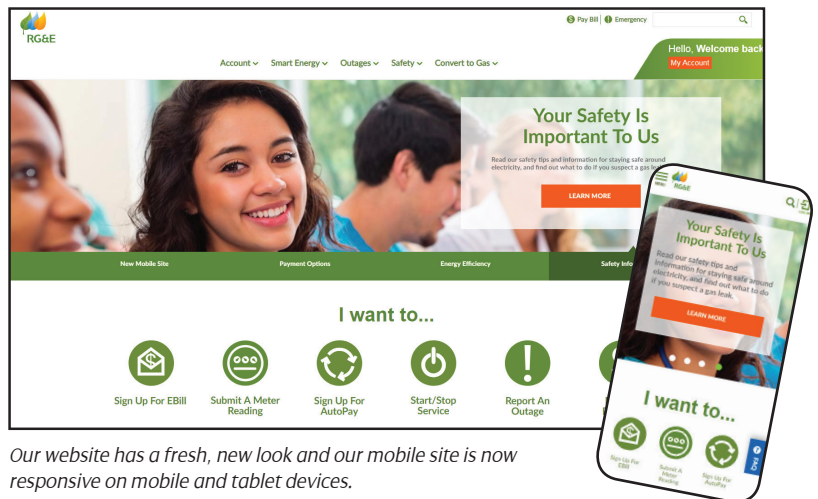 RG&E
Pay Bill
Emergency
Account
Smart Energy
Outages
Safety
Convert to Gas
Hello, Welcome back
My Account
Your Safety Is
Important To Us
Read our safety tips and information for staying safe around
electricity, and find out what to do if you suspect a gas leak.
LEARN MORE
New Mobile Site
Payment Options
Energy Efficiency
Safety
I want to...
Sign Up For EBill
Submit A Meter
Reading
Sign Up For
AutoPay
Start/Stop
Service
Report An
Outage
MENU
RG&E
Your Safety Is
Important To Us
Read our safety tips and
information for staying safe around
electricity, and find out what to do
if you suspect a gas leak.
LEARN MORE
I want to...
Sign Up For
EBill
Submit A
Meter
Reading
Sign Up For
AutoPay
FAQ
Our website has a fresh, new look and our mobile site is now
responsive on mobile and tablet devices.